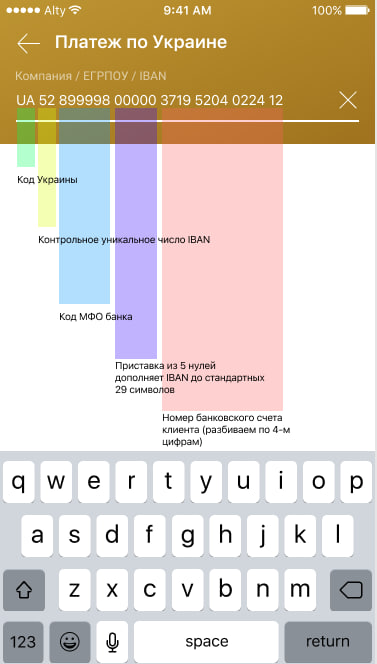 Alty 9:41 AM 100%
Платеж по Украине
Компания / ЕГРПОУ / IBAN
UA 52 899998 00000 3719 5204 0224 12
Код Украины
Контрольное уникальное число IBAN
Код МФО банка
Приставка из 5 нулей
дополняет IBAN до стандартных
29 символов
Номер банковского счета
клиента (разбиваем по 4-м
цифрам)
q w e r t y u i o p
a s d f g h j k l
z x c v b n m
123 space return